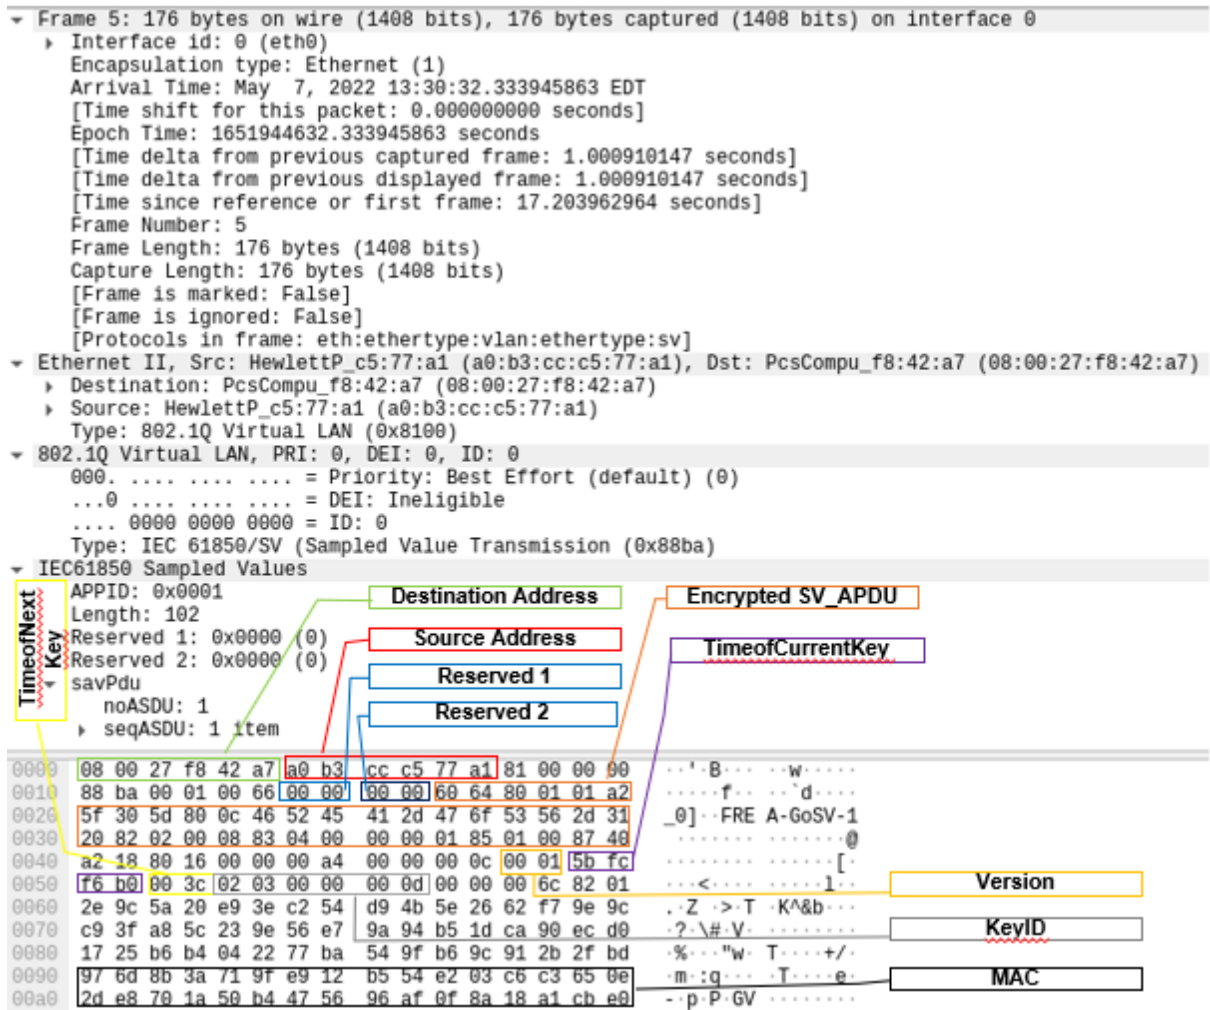 Frame 5: 176 bytes on wire (1408 bits), 176 bytes captured (1408 bits) on interface 0
Interface id: 0 (eth0)
Encapsulation type: Ethernet (1)
Arrival Time: May  7, 2022 13:30:32.333945863 EDT
[Time shift for this packet: 0.000000000 seconds]
Epoch Time: 1651944632.333945863 seconds
[Time delta from previous captured frame: 1.000910147 seconds]
[Time delta from previous displayed frame: 1.000910147 seconds]
[Time since reference or first frame: 17.203962964 seconds]
Frame Number: 5
Frame Length: 176 bytes (1408 bits)
Capture Length: 176 bytes (1408 bits)
[Frame is marked: False]
[Frame is ignored: False]
[Protocols in frame: eth:ethertype:vlan:ethertype:sv]
Ethernet II, Src: HewlettP_c5:77:a1 (a0:b3:cc:c5:77:a1), Dst: PcsCompu_f8:42:a7 (08:00:27:f8:42:a7)
Destination: PcsCompu_f8:42:a7 (08:00:27:f8:42:a7)
Source: HewlettP_c5:77:a1 (a0:b3:cc:c5:77:a1)
Type: 802.1Q Virtual LAN (0x8100)
802.1Q Virtual LAN, PRI: 0, DEI: 0, ID: 0
000. .... .... .... = Priority: Best Effort (default) (0)
...0 .... .... .... = DEI: Ineligible
.... 0000 0000 0000 = ID: 0
Type: IEC 61850/SV (Sampled Value Transmission (0x88ba)
IEC61850 Sampled Values
APPID: 0x0001
Length: 102
Reserved 1: 0x0000 (0)
Reserved 2: 0x0000 (0)
savPdu
noASDU: 1
seqASDU: 1 item
TimeofNext
Key
Destination Address
Encrypted SV_APDU
Source Address
TimeofCurrentKey
Reserved 1
Reserved 2
0000 08 00 27 f8 42 a7 a0 b3 cc c5 77 a1 81 00 00 00 ··'·B··· ··w·····
0010 88 ba 00 01 00 66 00 00 00 00 60 64 80 01 01 a2 ·····f·· ··`d····
0020 5f 30 5d 80 0c 46 52 45 41 2d 47 6f 53 56 2d 31 _0]··FRE A-GoSV-1
0030 20 82 02 00 08 83 04 00 00 00 01 85 01 00 87 40 ········ ·······@
0040 a2 18 80 16 00 00 00 a4 00 00 00 0c 00 01 5b fc ········ ······[·
0050 f6 b0 00 3c 02 03 00 00 00 0d 00 00 00 6c 82 01 ···<···· ·····l··
0060 2e 9c 5a 20 e9 3e c2 54 d9 4b 5e 26 62 f7 9e 9c .·Z ·>·T ·K^&b···
0070 c9 3f a8 5c 23 9e 56 e7 9a 94 b5 1d ca 90 ec d0 ·?·\#·V· ········
0080 17 25 b6 b4 04 22 77 ba 54 9f b6 9c 91 2b 2f bd ·%···"w· T····+/·
0090 97 6d 8b 3a 71 9f e9 12 b5 54 e2 03 c6 c3 65 0e ·m·:q··· ·T····e·
00a0 2d e8 70 1a 50 b4 47 56 96 af 0f 8a 18 a1 cb e0 -·p·P·GV ········
Version
KeyID
MAC